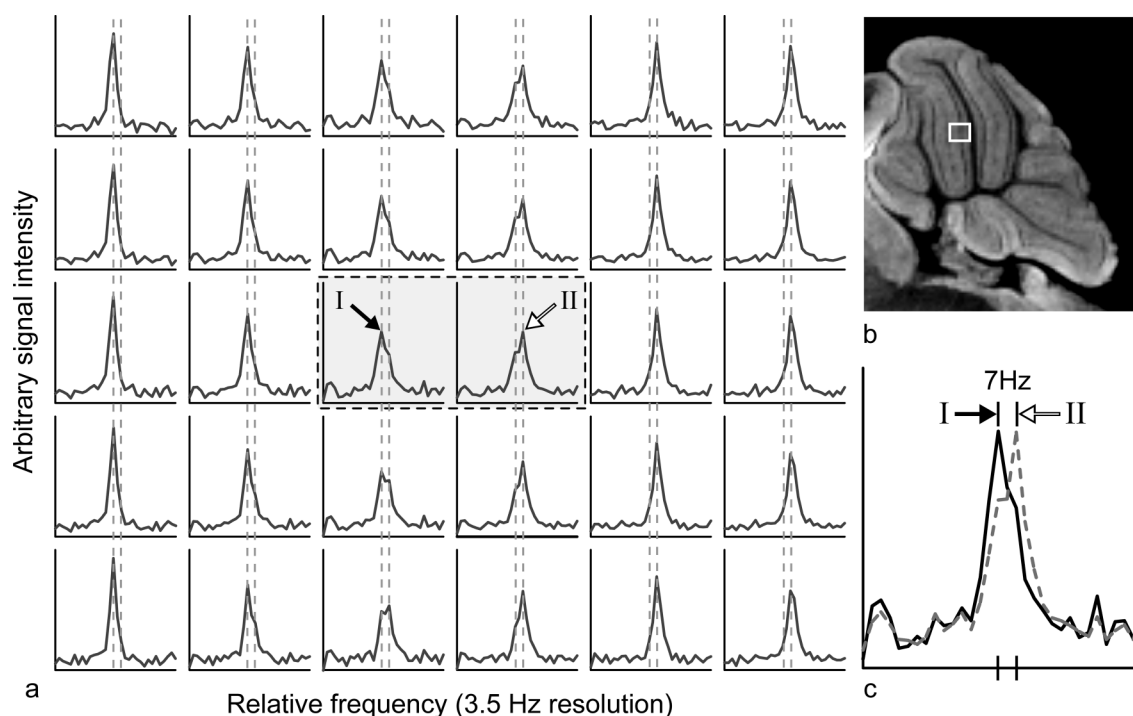 Arbitrary signal intensity
I
II
a
Relative frequency (3.5 Hz resolution)
b
7Hz
I
II
c